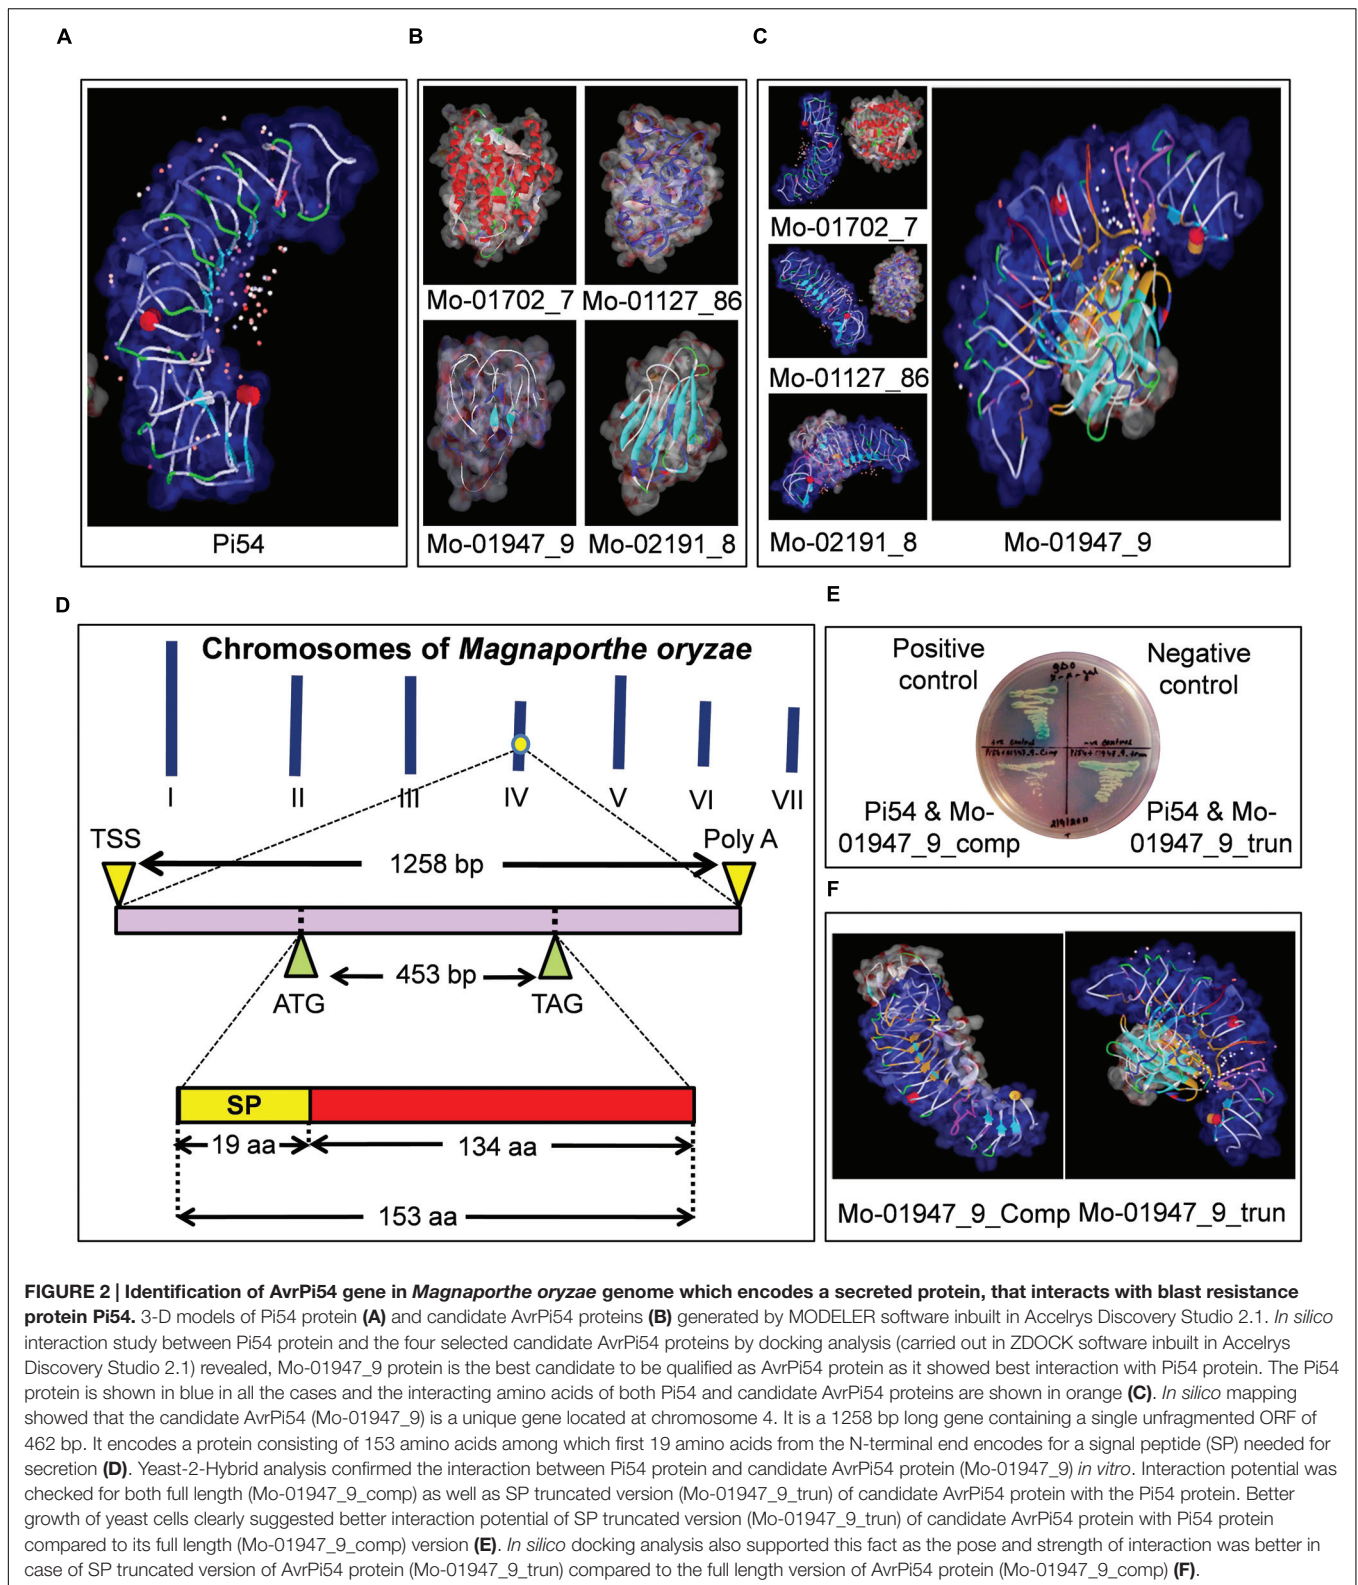 A
B
C
Pi54
Mo-01702_7
Mo-01127_86
Mo-01947_9
Mo-02191_8
Mo-01702_7
Mo-01127_86
Mo-02191_8
Mo-01947_9
D
Chromosomes of Magnaporthe oryzae
I II III IV V VI VII
TSS
Poly A
1258 bp
453 bp
ATG
TAG
SP
19 aa
134 aa
153 aa
E
Positive
control
Negative
control
+ve control
-ve control
Pi54 & Mo-
01947_9_comp
Pi54 & Mo-
01947_9_trun
F
Mo-01947_9_Comp
Mo-01947_9_trun
FIGURE 2 | Identification of AvrPi54 gene in Magnaporthe oryzae genome which encodes a secreted protein, that interacts with blast resistance
protein Pi54. 3-D models of Pi54 protein (A) and candidate AvrPi54 proteins (B) generated by MODELER software inbuilt in Accelrys Discovery Studio 2.1. In silico
interaction study between Pi54 protein and the four selected candidate AvrPi54 proteins by docking analysis (carried out in ZDOCK software inbuilt in Accelrys
Discovery Studio 2.1) revealed, Mo-01947_9 protein is the best candidate to be qualified as AvrPi54 protein as it showed best interaction with Pi54 protein. The Pi54
protein is shown in blue in all the cases and the interacting amino acids of both Pi54 and candidate AvrPi54 proteins are shown in orange (C). In silico mapping
showed that the candidate AvrPi54 (Mo-01947_9) is a unique gene located at chromosome 4. It is a 1258 bp long gene containing a single unfragmented ORF of
462 bp. It encodes a protein consisting of 153 amino acids among which first 19 amino acids from the N-terminal end encodes for a signal peptide (SP) needed for
secretion (D). Yeast-2-Hybrid analysis confirmed the interaction between Pi54 protein and candidate AvrPi54 protein (Mo-01947_9) in vitro. Interaction potential was
checked for both full length (Mo-01947_9_comp) as well as SP truncated version (Mo-01947_9_trun) of candidate AvrPi54 protein with the Pi54 protein. Better
growth of yeast cells clearly suggested better interaction potential of SP truncated version (Mo-01947_9_trun) of candidate AvrPi54 protein with Pi54 protein
compared to its full length (Mo-01947_9_comp) version (E). In silico docking analysis also supported this fact as the pose and strength of interaction was better in
case of SP truncated version of AvrPi54 protein (Mo-01947_9_trun) compared to the full length version of AvrPi54 protein (Mo-01947_9_comp) (F).